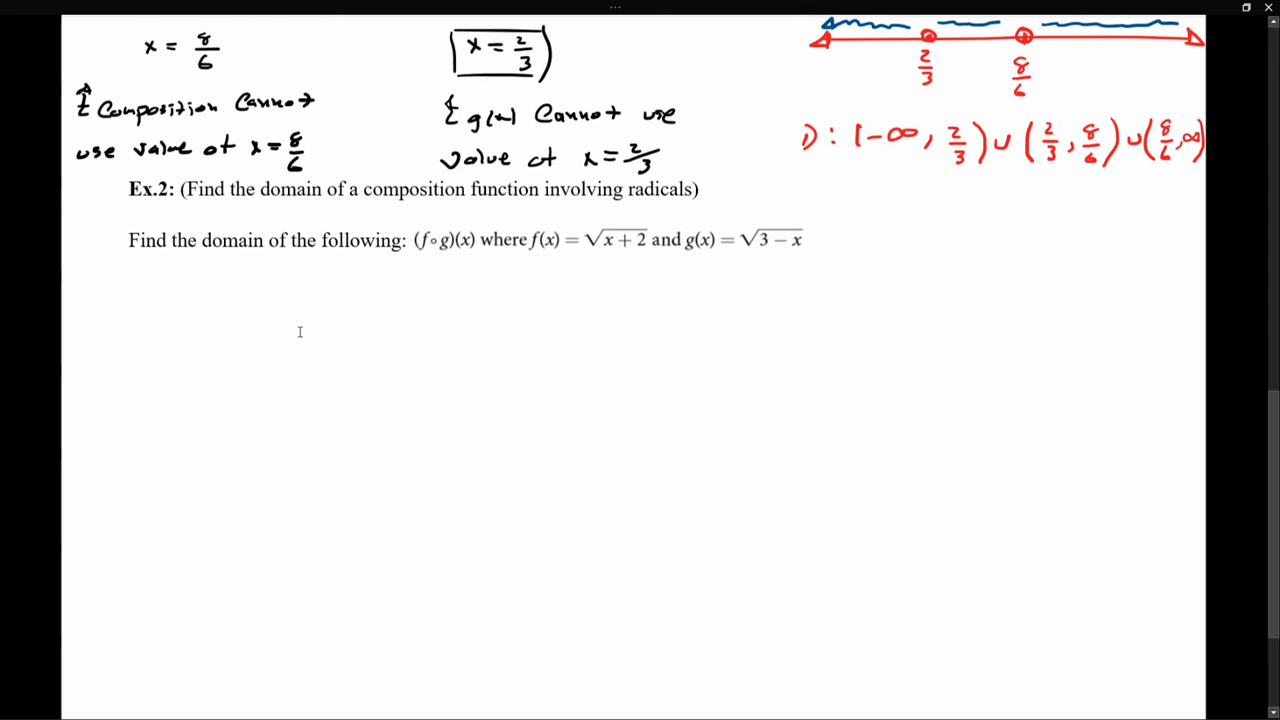 x = 8/6
x = 2/3
2/3 8/6
Composition Cannot
use value at x = 8/6
g(x) Cannot use
value at x = 2/3
D: (-∞, 2/3) ∪ (2/3, 8/6) ∪ (8/6, ∞)
Ex.2: (Find the domain of a composition function involving radicals)
Find the domain of the following: (f∘g)(x) where f(x) = √(x + 2) and g(x) = √(3 − x)